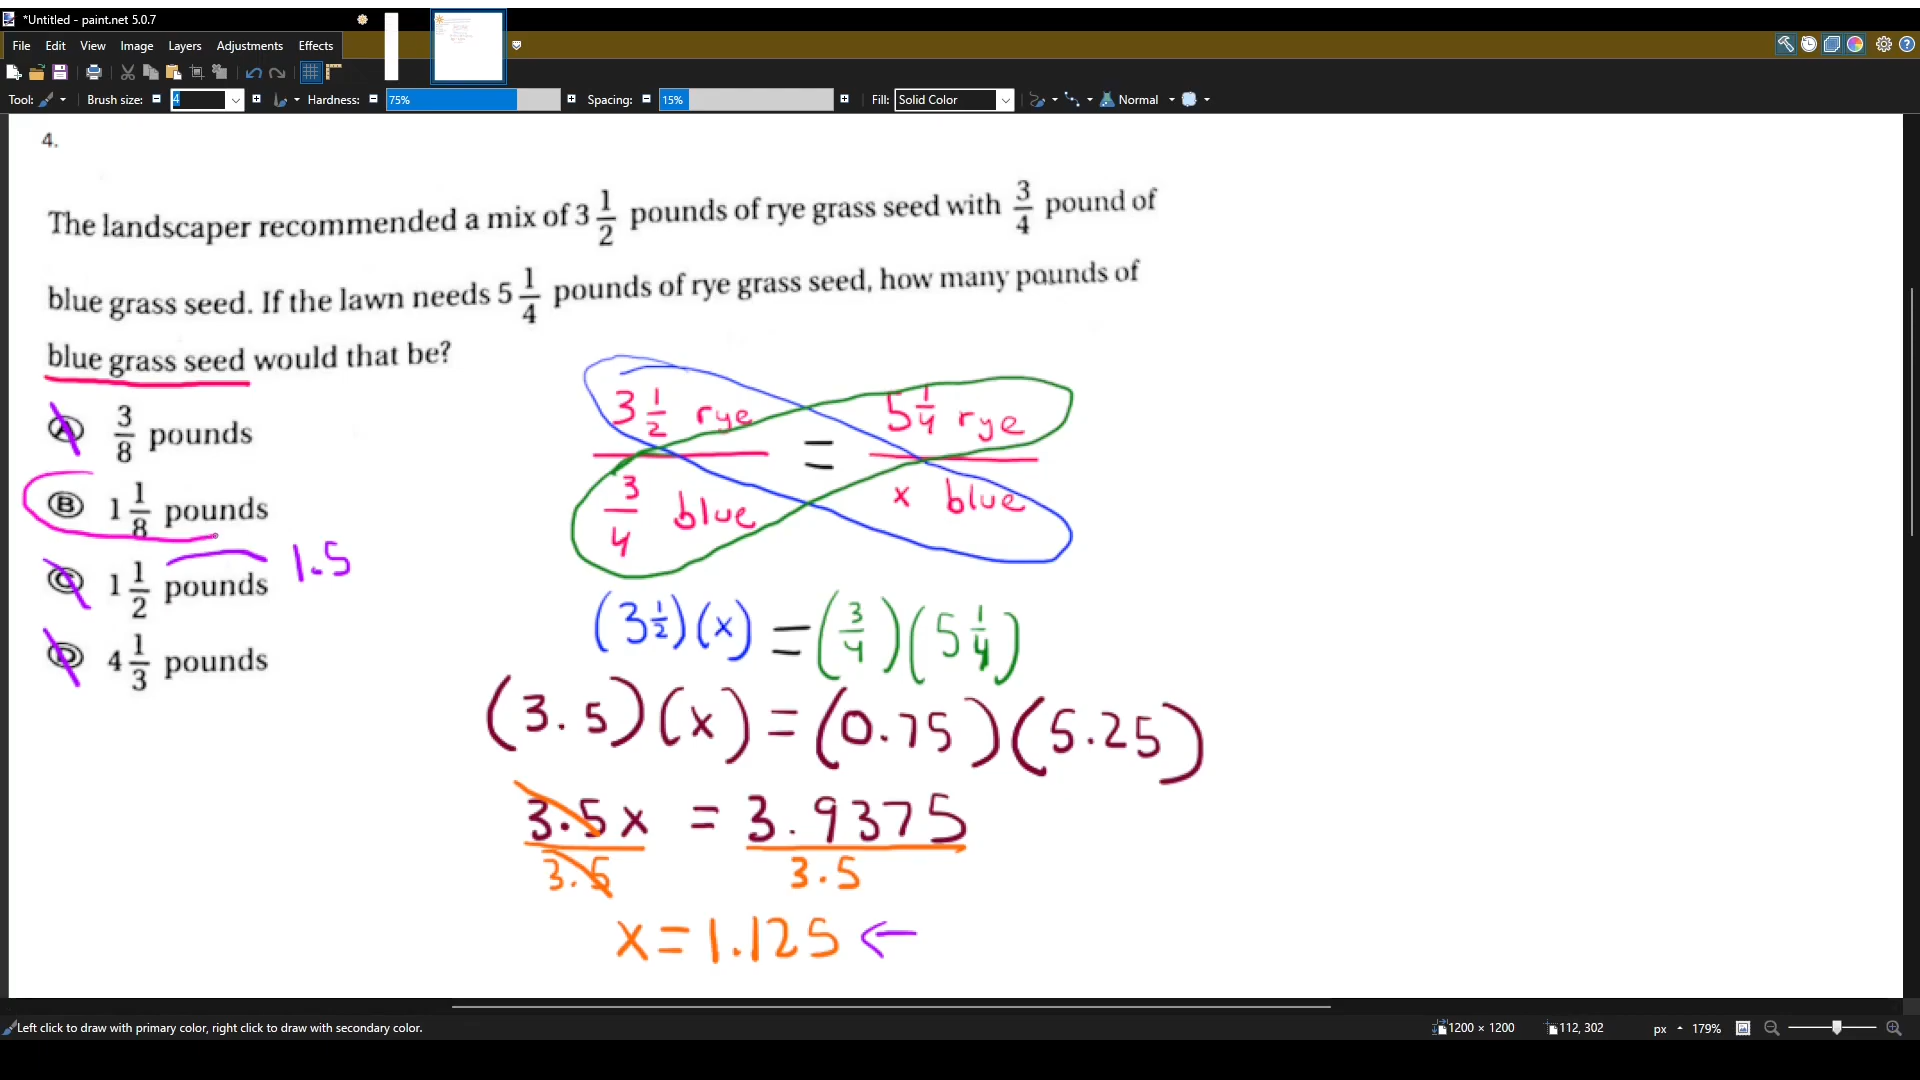 *Untitled - paint.net 5.0.7
File Edit View Image Layers Adjustments Effects
Tool: Brush size: 4 Hardness: 75% Spacing: 15% Fill: Solid Color Normal
4.
The landscaper recommended a mix of 3 1/2 pounds of rye grass seed with 3/4 pound of
blue grass seed. If the lawn needs 5 1/4 pounds of rye grass seed, how many pounds of
blue grass seed would that be?
A 3/8 pounds
B 1 1/8 pounds
C 1 1/2 pounds 1.5
D 4 1/3 pounds
3 1/2 rye = 5 1/4 rye
3/4 blue x blue
(3 1/2)(x) = (3/4)(5 1/4)
(3.5)(x) = (0.75)(5.25)
3.5x = 3.9375
3.5 3.5
x = 1.125 ←
Left click to draw with primary color, right click to draw with secondary color. 1200 × 1200 112, 302 px 179%